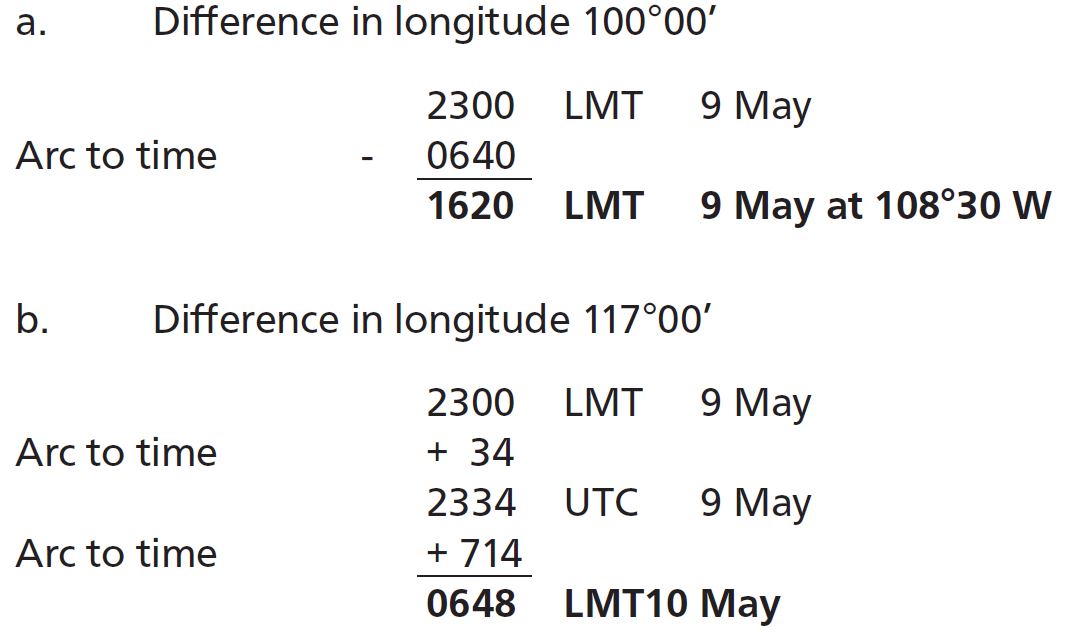 a. Difference in longitude 100°00′
2300 LMT 9 May
Arc to time - 0640
1620 LMT 9 May at 108°30 W
b. Difference in longitude 117°00′
2300 LMT 9 May
Arc to time + 34
2334 UTC 9 May
Arc to time + 714
0648 LMT10 May